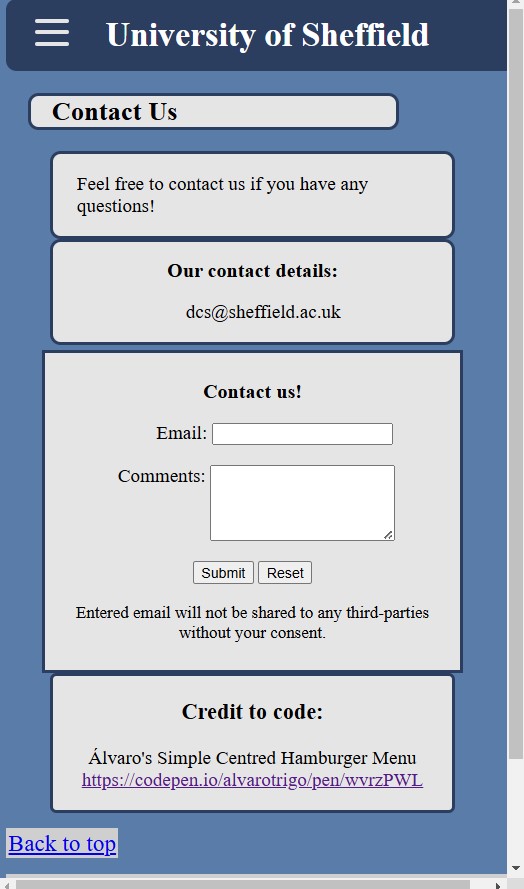 University of Sheffield
Contact Us
Feel free to contact us if you have any
questions!
Our contact details:
dcs@sheffield.ac.uk
Contact us!
Email:
Comments:
Submit Reset
Entered email will not be shared to any third-parties
without your consent.
Credit to code:
Álvaro's Simple Centred Hamburger Menu
https://codepen.io/alvarotrigo/pen/wvrzPWL
Back to top